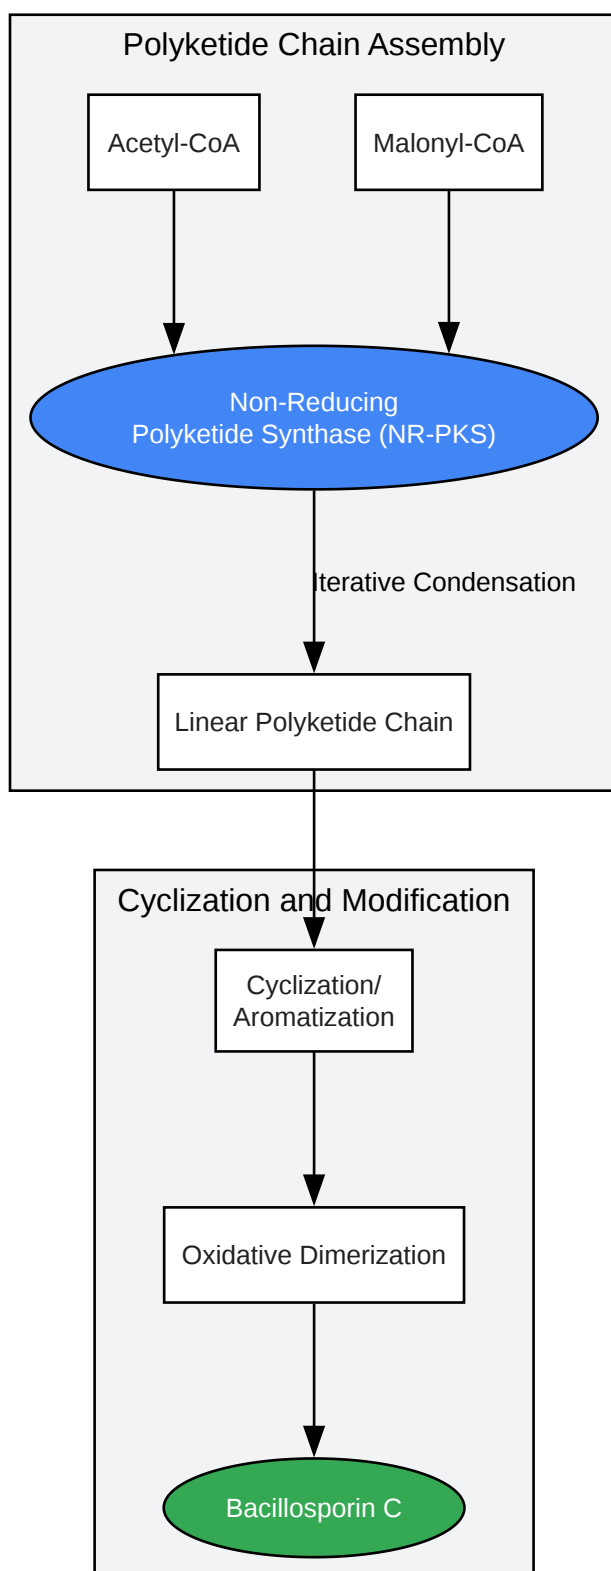 Polyketide Chain Assembly
Acetyl-CoA
Malonyl-CoA
Non-Reducing
Polyketide Synthase (NR-PKS)
Iterative Condensation
Linear Polyketide Chain
Cyclization and Modification
Cyclization/
Aromatization
Oxidative Dimerization
Bacillosporin C